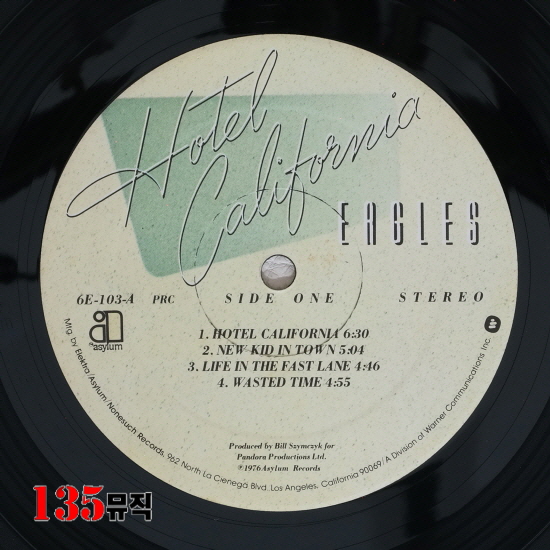 Hotel
California
EAGLES
6E-103-A PRC SIDE ONE STEREO
asylum
1. HOTEL CALIFORNIA 6:30
2. NEW KID IN TOWN 5:04
3. LIFE IN THE FAST LANE 4:46
4. WASTED TIME 4:55
Produced by Bill Szymczyk for
Pandora Productions Ltd.
℗1976 Asylum Records
Mfg. by Elektra/Asylum/Nonesuch Records, 962 North La Cienega Blvd., Los Angeles, California 90069/A Division of Warner Communications Inc.
135뮤직